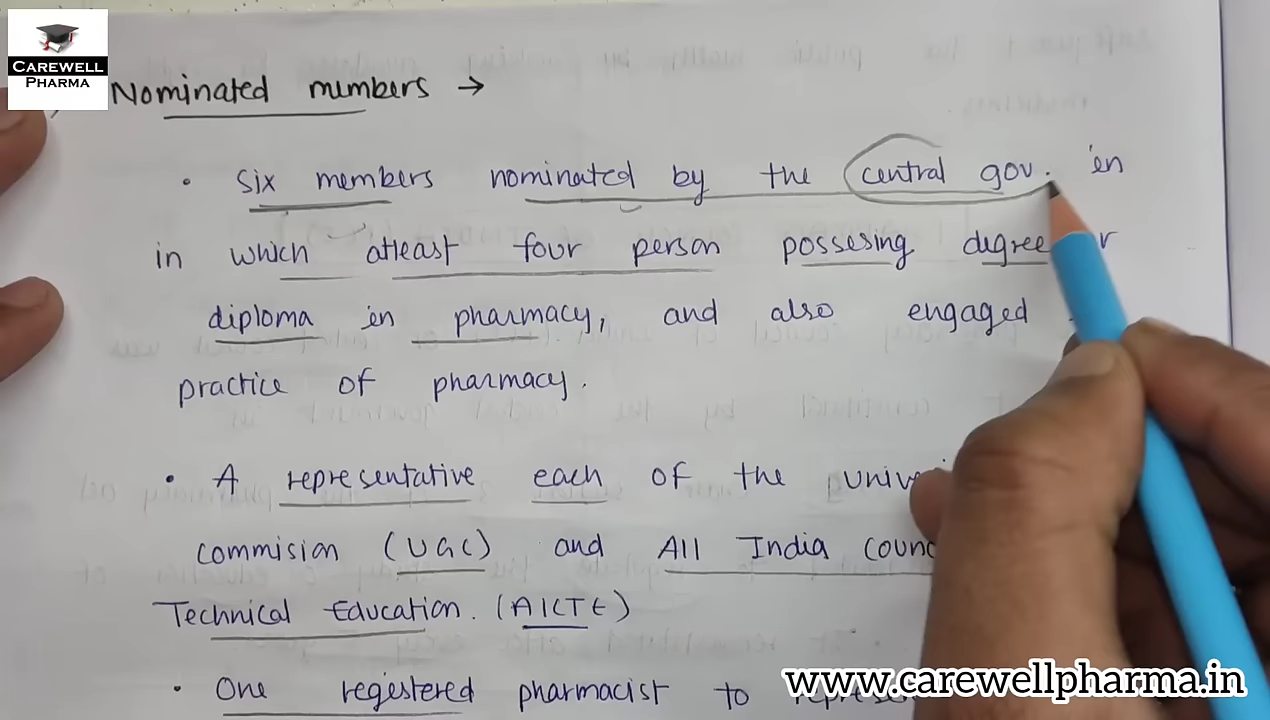 CAREWELL
PHARMA
Nominated members →
• Six members nominated by the central gov. in
in which atleast four person possesing degree
diploma in pharmacy, and also engaged
practice of pharmacy.
• A representative each of the
commision (UGC) and All India
Technical Education. (AICTE)
• One registered pharmacist to
www.carewellpharma.in